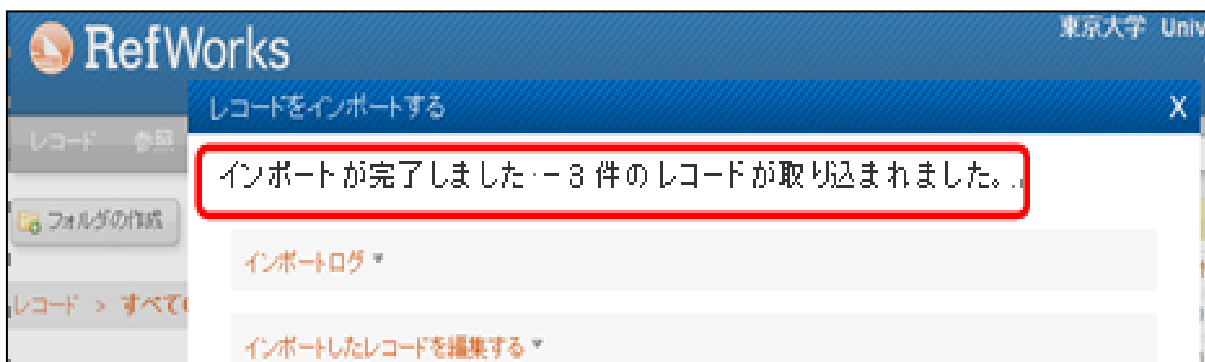 RefWorks
東京大学 Univ
レコードをインポートする X
レコード 参照
インポートが完了しました - 3 件のレコードが取り込まれました。
フォルダの作成
インポートログ
レコード > すべての
インポートしたレコードを編集する